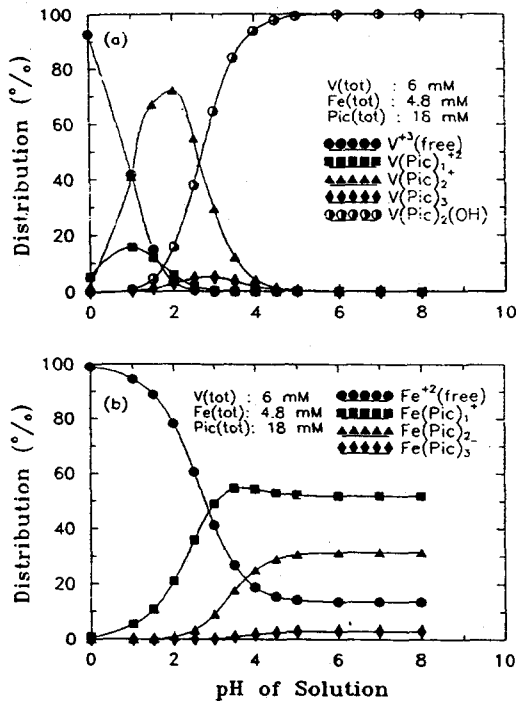 (a)
100
80
60
40
20
0
Distribution (°/o)
V(tot) : 6 mM
Fe(tot) : 4.8 mM
Pic(tot) : 18 mM
V+3(free)
V(Pic)1+2
V(Pic)2+
V(Pic)3
V(Pic)2(OH)
0 2 4 6 8 10
(b)
100
80
60
40
20
0
Distribution (°/o)
V(tot) : 6 mM
Fe(tot): 4.8 mM
Pic(tot): 18 mM
Fe+2(free)
Fe(Pic)1+
Fe(Pic)2
Fe(Pic)3-
0 2 4 6 8 10
pH of Solution